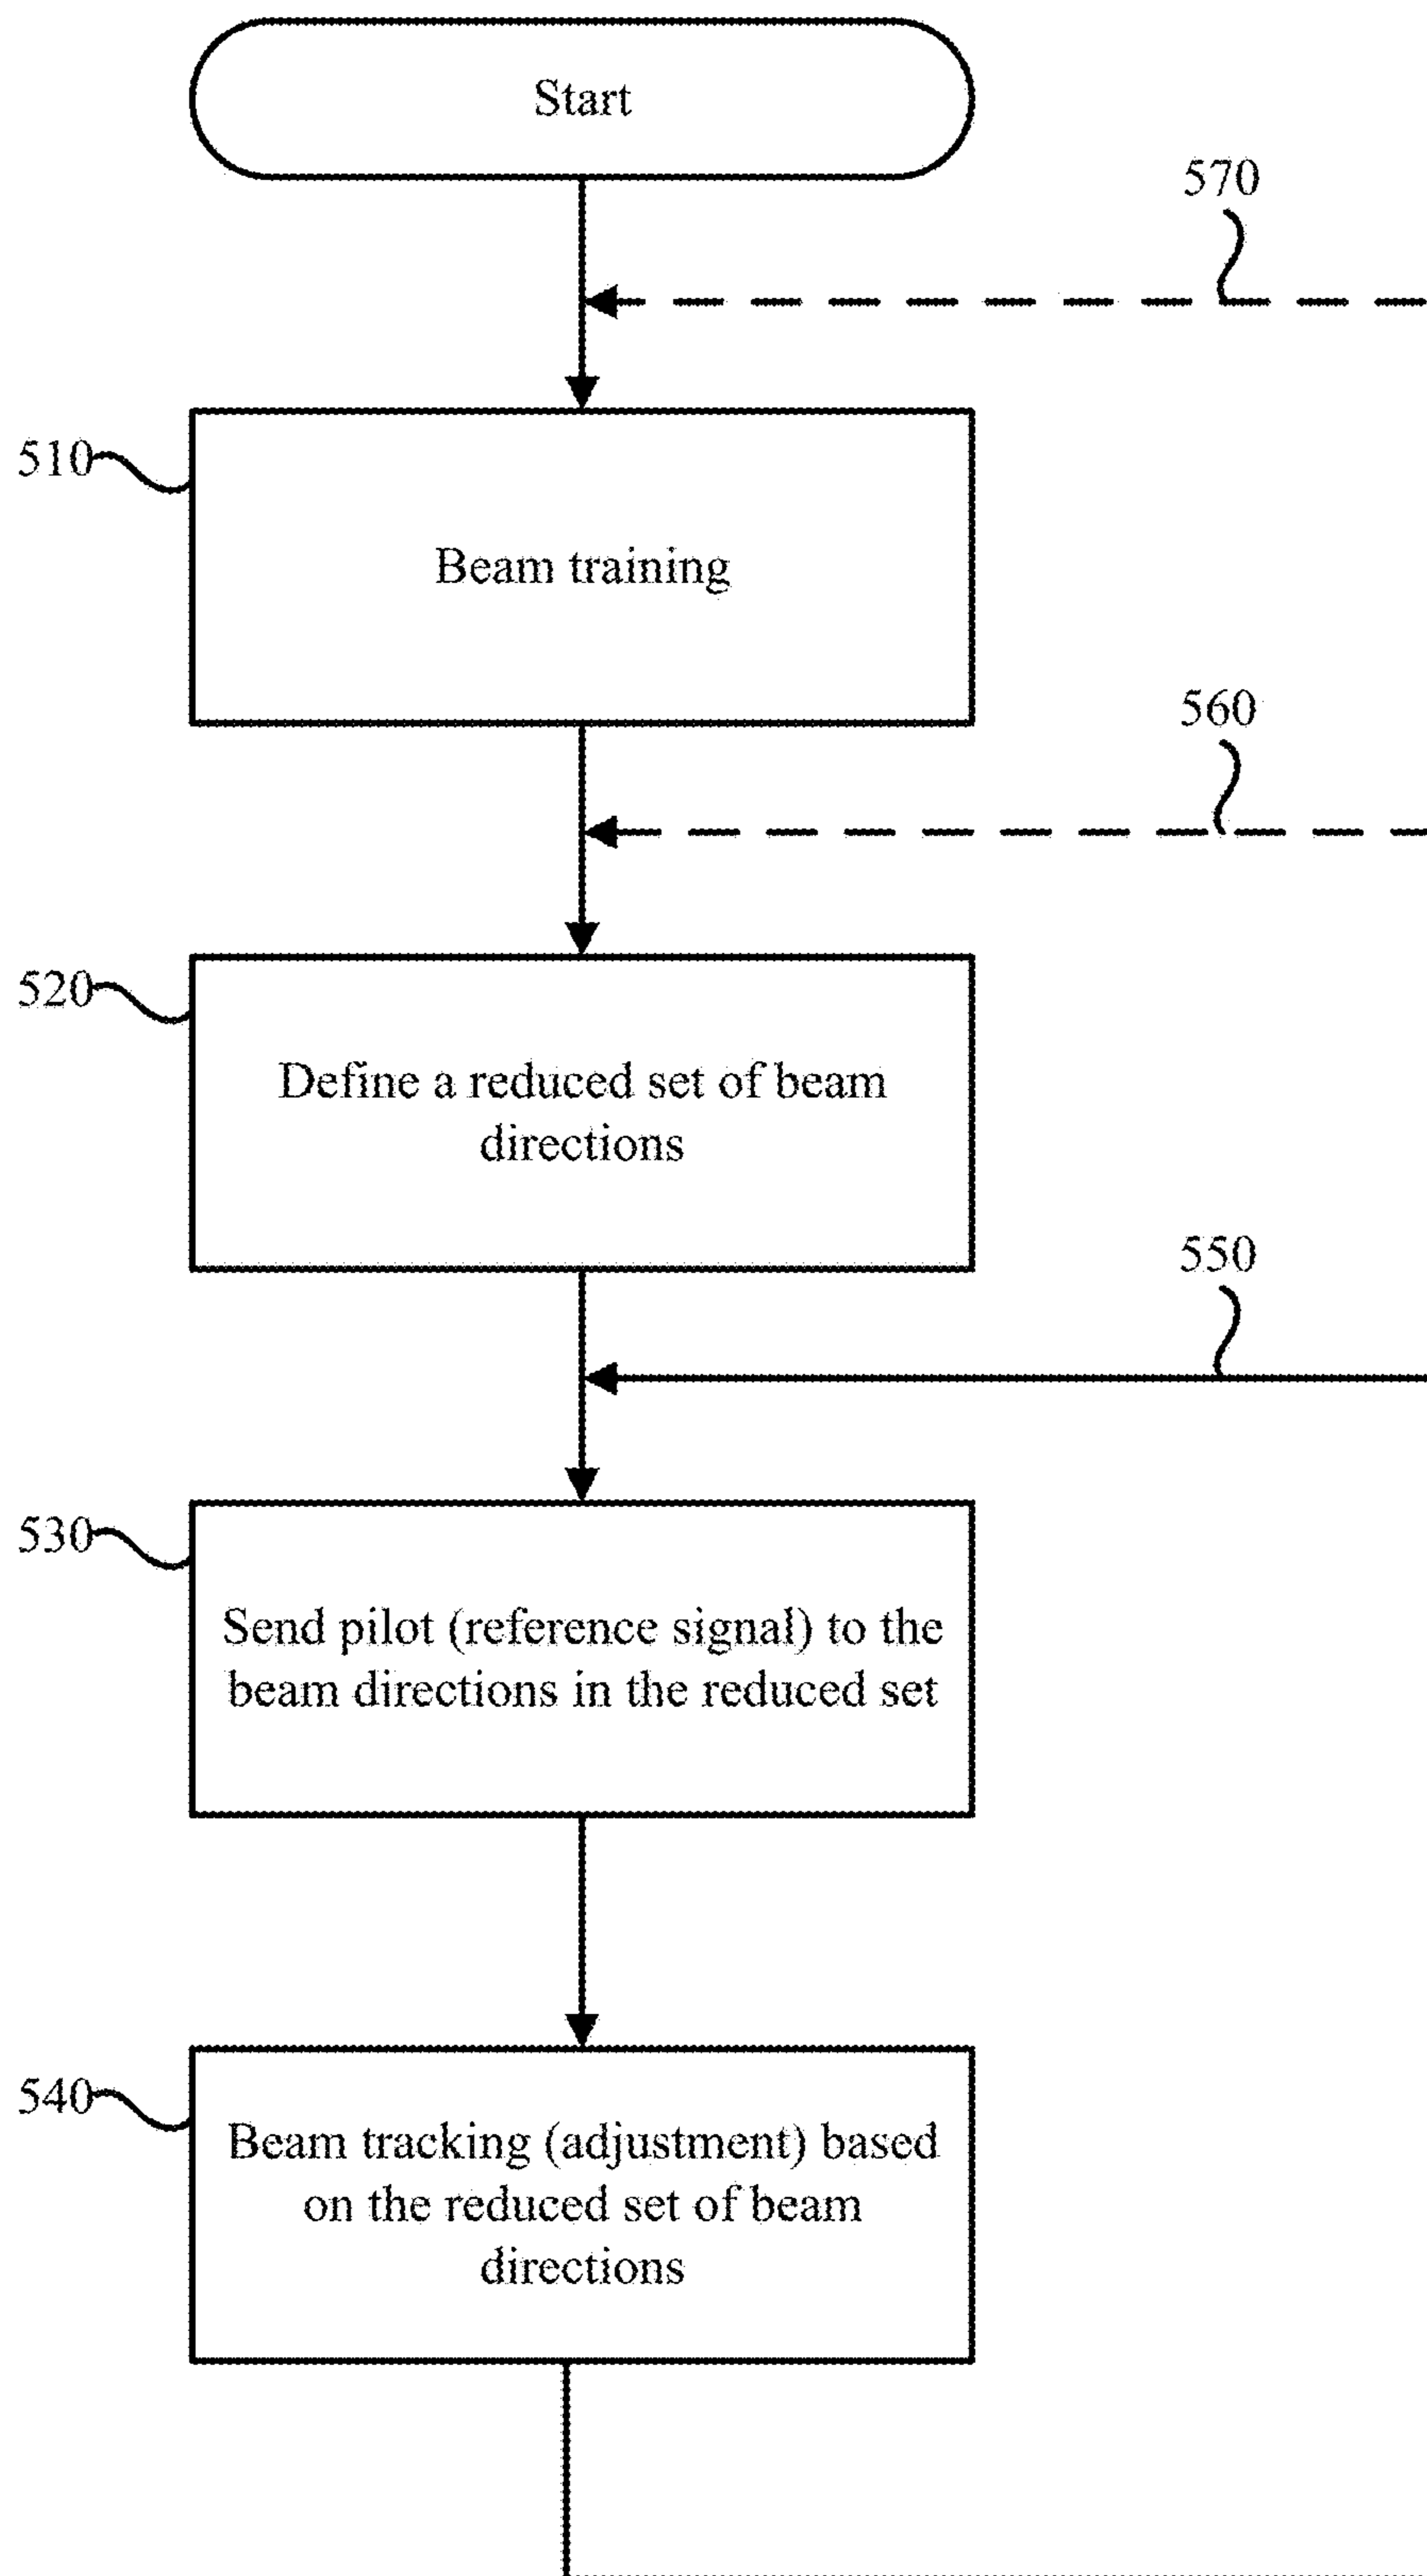 Start
570
510
Beam training
560
520
Define a reduced set of beam
directions
550
530
Send pilot (reference signal) to the
beam directions in the reduced set
540
Beam tracking (adjustment) based
on the reduced set of beam
directions